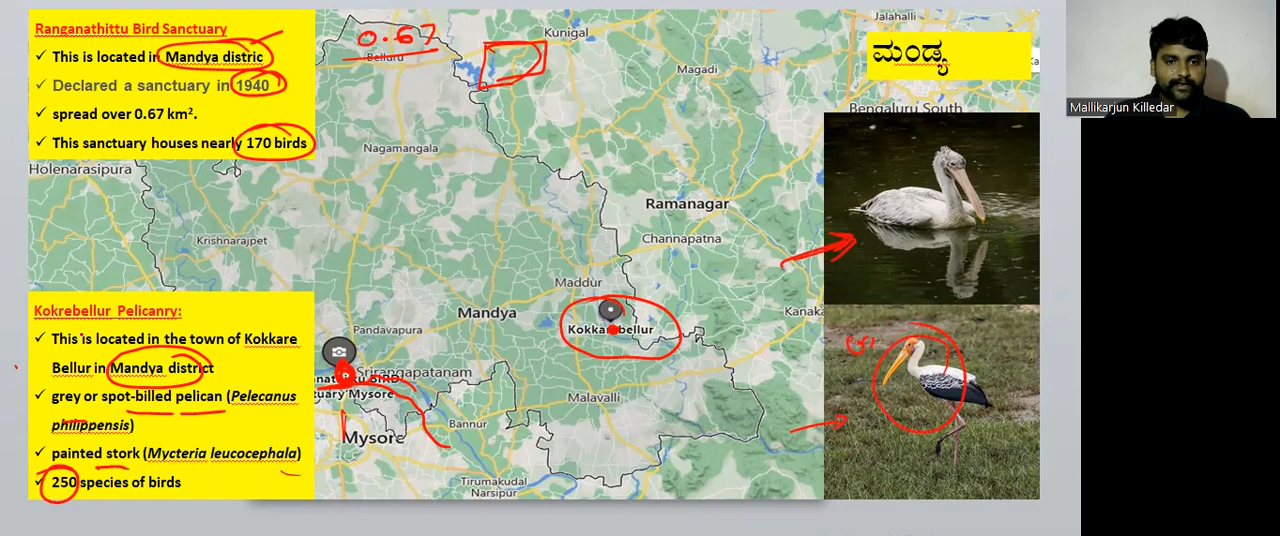 Ranganathittu Bird Sanctuary
✓ This is located in Mandya distric
✓ Declared a sanctuary in 1940
✓ spread over 0.67 km².
✓ This sanctuary houses nearly 170 birds
0.67
Belluru
Kunigal
Jalahalli
ಮಂಡ್ಯ
Magadi
Bengaluru South
Mallikarjun Killedar
Nagamangala
Holenarasipura
Ramanagar
Krishnarajpet
Channapatna
Maddur
Mandya
Kokkarebellur
Kanaka
Pandavapura
Srirangapatanam
Mysore
Malavalli
Bannur
Mysore
Tirumakudal
Narsipur
Kokrebellur Pelicanry:
✓ This is located in the town of Kokkare
Bellur in Mandya district
✓ grey or spot-billed pelican (Pelecanus
philippensis)
✓ painted stork (Mycteria leucocephala)
✓ 250 species of birds